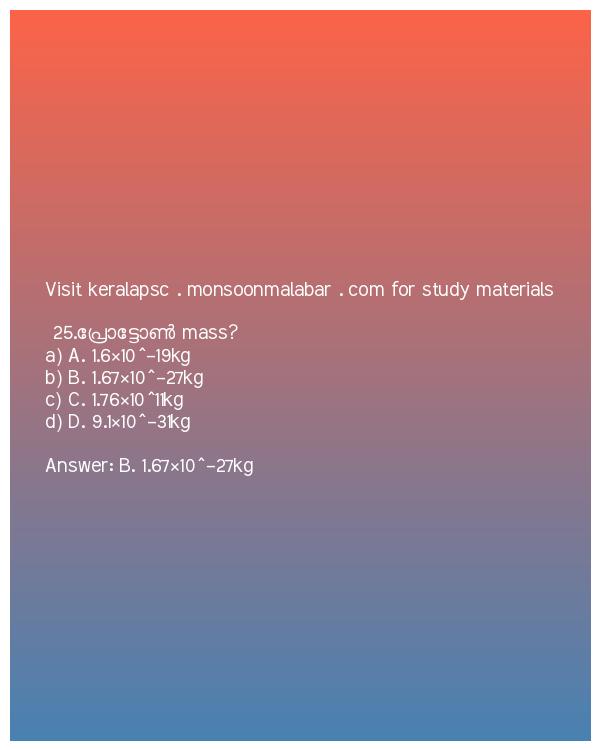 Visit keralapsc . monsoonmalabar . com for study materials
25.പ്രോട്ടോൺ mass?
a) A. 1.6×10^-19kg
b) B. 1.67×10^-27kg
c) C. 1.76×10^11kg
d) D. 9.1×10^-31kg
Answer: B. 1.67×10^-27kg